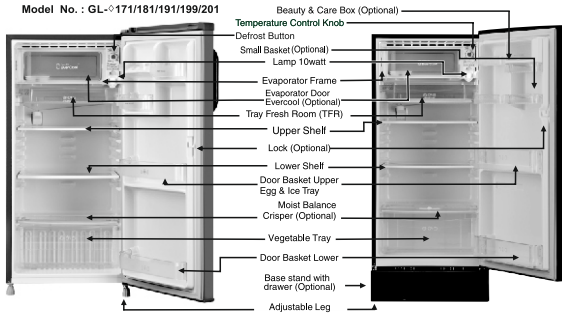 Model No. : GL-◇171/181/191/199/201
Beauty & Care Box (Optional)
Temperature Control Knob
Defrost Button
Small Basket (Optional)
Lamp 10watt
Evaporator Frame
Evaporator Door
Evercool (Optional)
Tray Fresh Room (TFR)
Upper Shelf
Lock (Optional)
Lower Shelf
Door Basket Upper
Egg & Ice Tray
Moist Balance
Crisper (Optional)
Vegetable Tray
Door Basket Lower
Base stand with
drawer (Optional)
Adjustable Leg